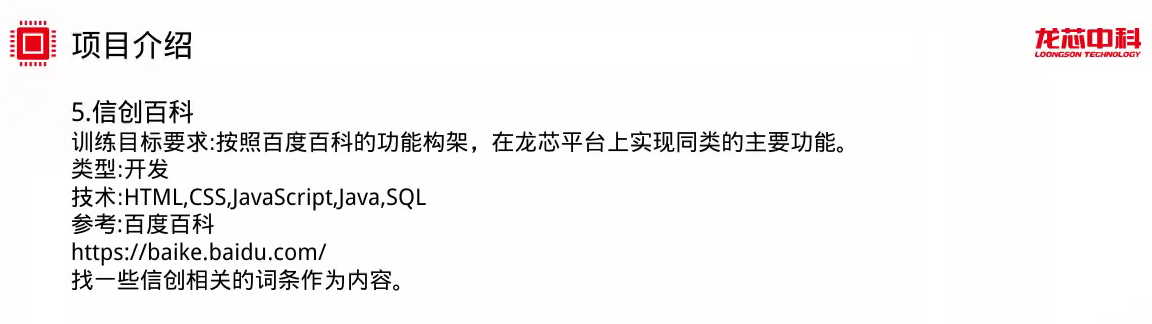 项目介绍
龙芯中科
LOONGSON TECHNOLOGY
5.信创百科
训练目标要求:按照百度百科的功能构架，在龙芯平台上实现同类的主要功能。
类型:开发
技术:HTML,CSS,JavaScript,Java,SQL
参考:百度百科
https://baike.baidu.com/
找一些信创相关的词条作为内容。